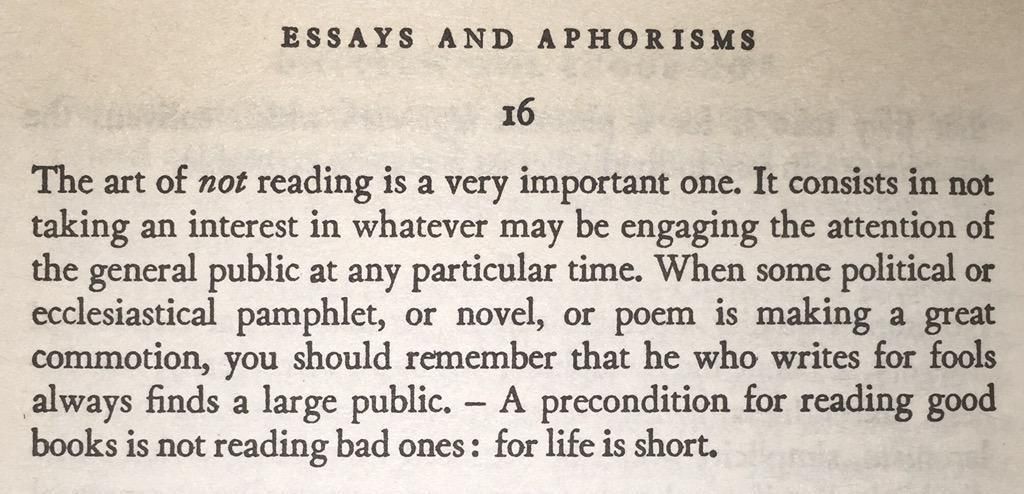 ESSAYS AND APHORISMS
16
The art of not reading is a very important one. It consists in not
taking an interest in whatever may be engaging the attention of
the general public at any particular time. When some political or
ecclesiastical pamphlet, or novel, or poem is making a great
commotion, you should remember that he who writes for fools
always finds a large public. – A precondition for reading good
books is not reading bad ones: for life is short.